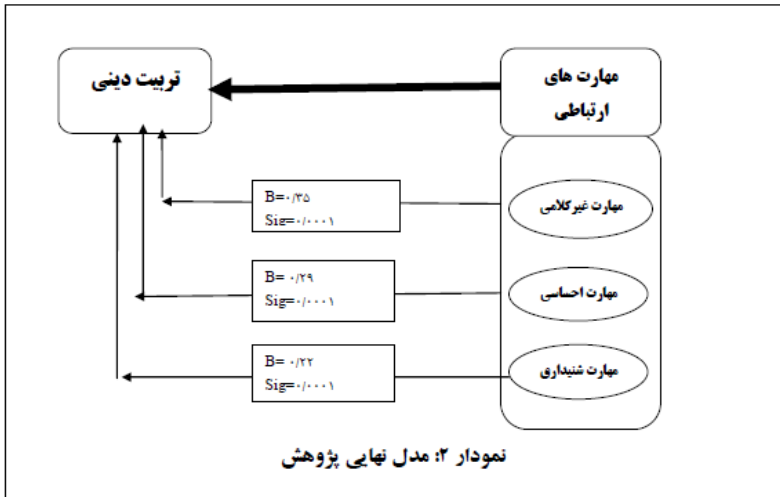 مهارت های
ارتباطی
تربیت دینی
مهارت غیرکلامی
B=۰/۳۵
Sig=۰/۰۰۰۱
مهارت احساسی
B= ۰/۲۹
Sig=۰/۰۰۰۱
مهارت شنیداری
B= ۰/۲۲
Sig=۰/۰۰۰۱
نمودار ۲: مدل نهایی پژوهش